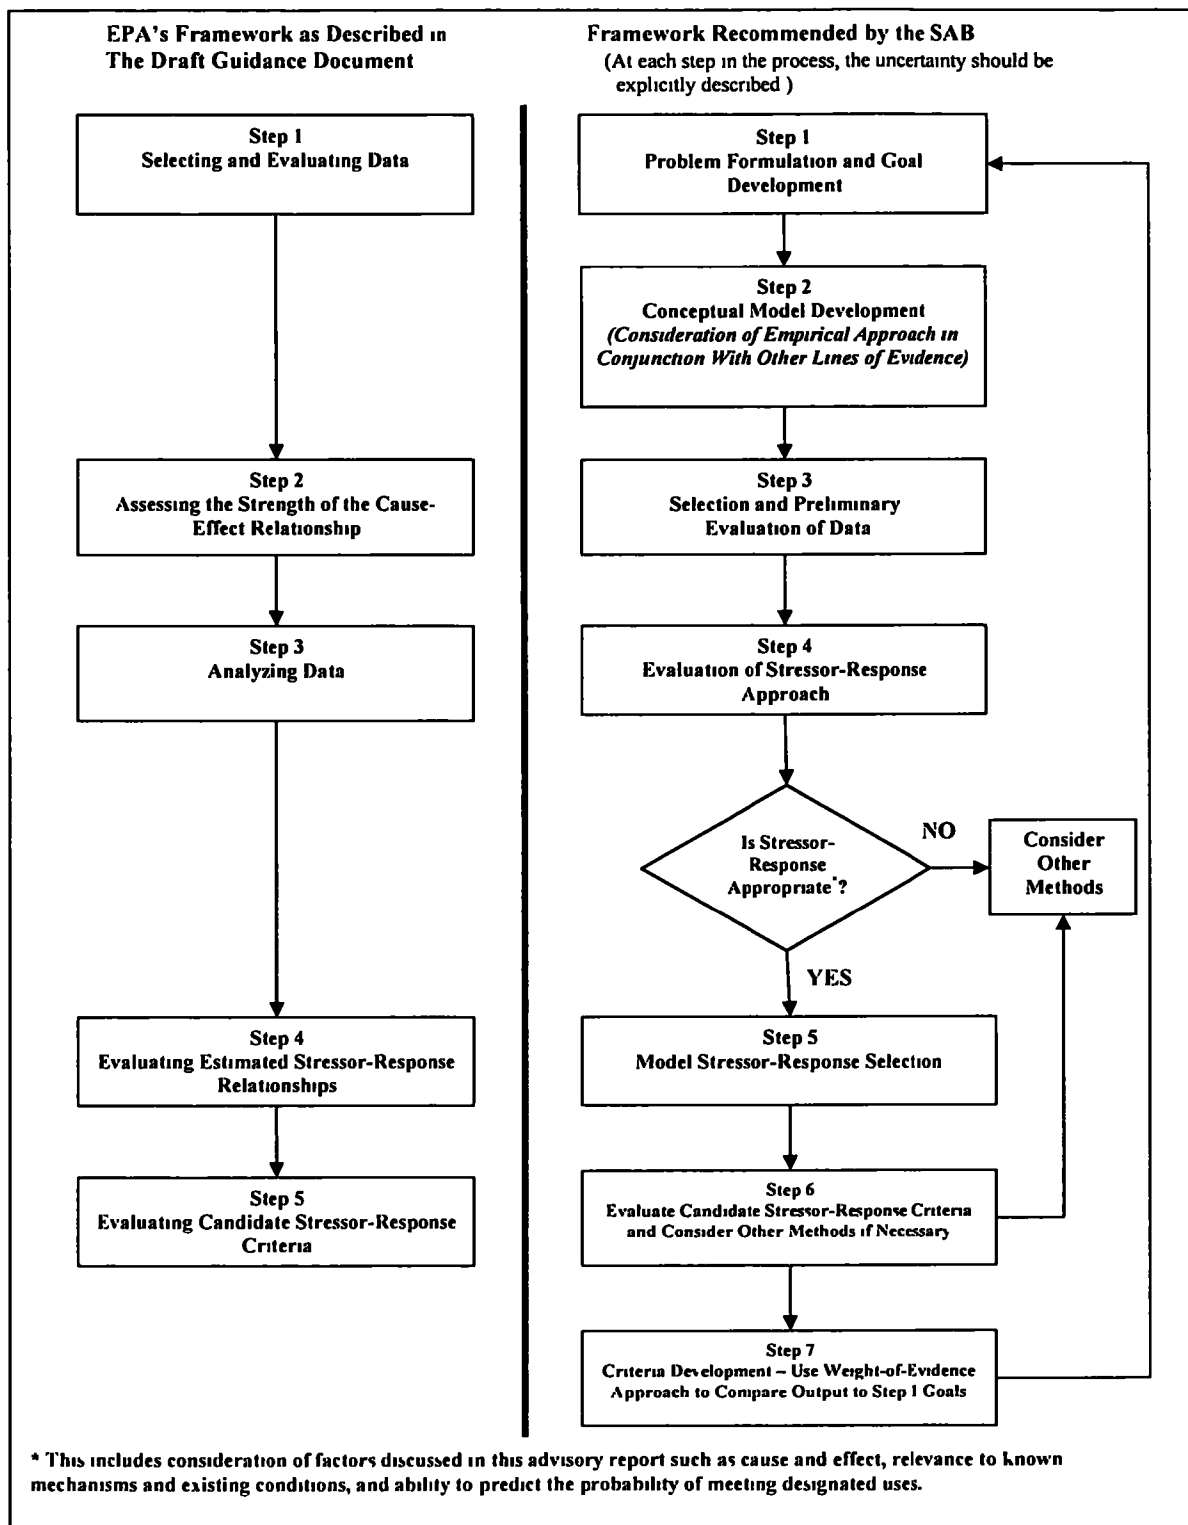 EPA's Framework as Described in
The Draft Guidance Document
Step 1
Selecting and Evaluating Data
Step 2
Assessing the Strength of the Cause-
Effect Relationship
Step 3
Analyzing Data
Step 4
Evaluating Estimated Stressor-Response
Relationships
Step 5
Evaluating Candidate Stressor-Response
Criteria
Framework Recommended by the SAB
(At each step in the process, the uncertainty should be
explicitly described )
Step 1
Problem Formulation and Goal
Development
Step 2
Conceptual Model Development
(Consideration of Empirical Approach in
Conjunction With Other Lines of Evidence)
Step 3
Selection and Preliminary
Evaluation of Data
Step 4
Evaluation of Stressor-Response
Approach
Is Stressor-
Response
Appropriate*?
NO
Consider
Other
Methods
YES
Step 5
Model Stressor-Response Selection
Step 6
Evaluate Candidate Stressor-Response Criteria
and Consider Other Methods if Necessary
Step 7
Criteria Development – Use Weight-of-Evidence
Approach to Compare Output to Step 1 Goals
* This includes consideration of factors discussed in this advisory report such as cause and effect, relevance to known
mechanisms and existing conditions, and ability to predict the probability of meeting designated uses.